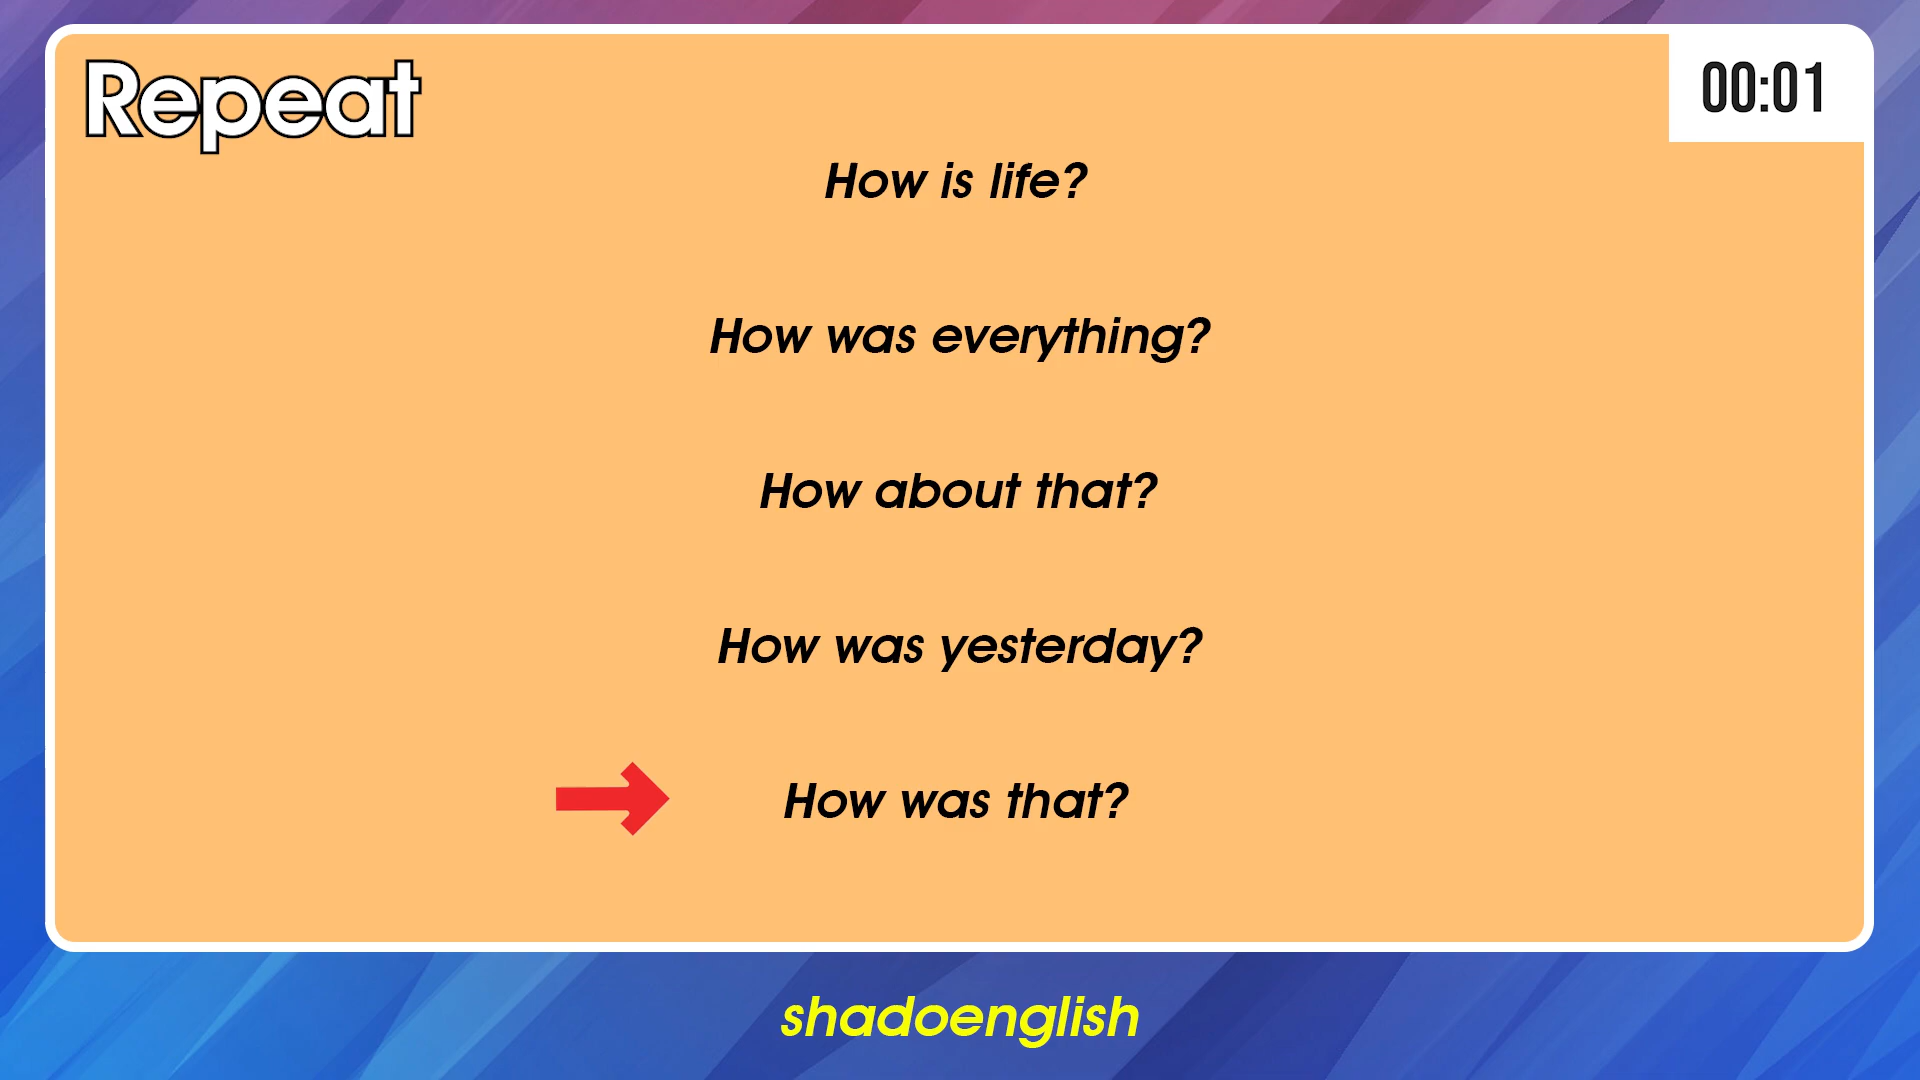 Repeat
00:01
How is life?
How was everything?
How about that?
How was yesterday?
How was that?
shadoenglish